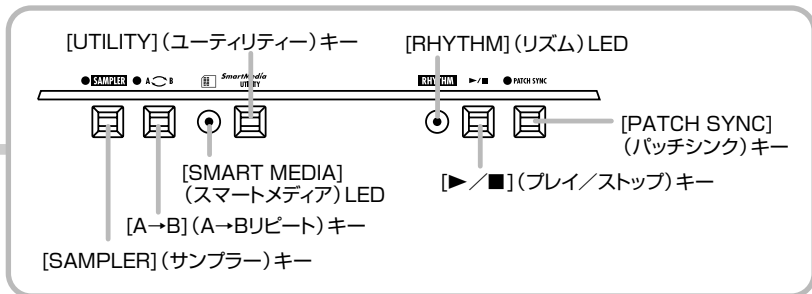 [UTILITY](ユーティリティー)キー
[RHYTHM](リズム)LED
SAMPLER A B SmartMedia UTILITY RHYTHM ►/■ PATCH SYNC
[PATCH SYNC]
(パッチシンク)キー
[SMART MEDIA]
(スマートメディア)LED
[►/■](プレイ/ストップ)キー
[A→B](A→Bリピート)キー
[SAMPLER](サンプラー)キー